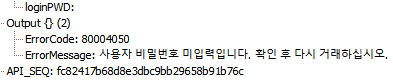 loginPWD:
Output {} (2)
ErrorCode: 80004050
ErrorMessage: 사용자 비밀번호 미입력입니다. 확인 후 다시 거래하십시오.
API_SEQ: fc82417b68d8e3dbc9bb29658b91b76c